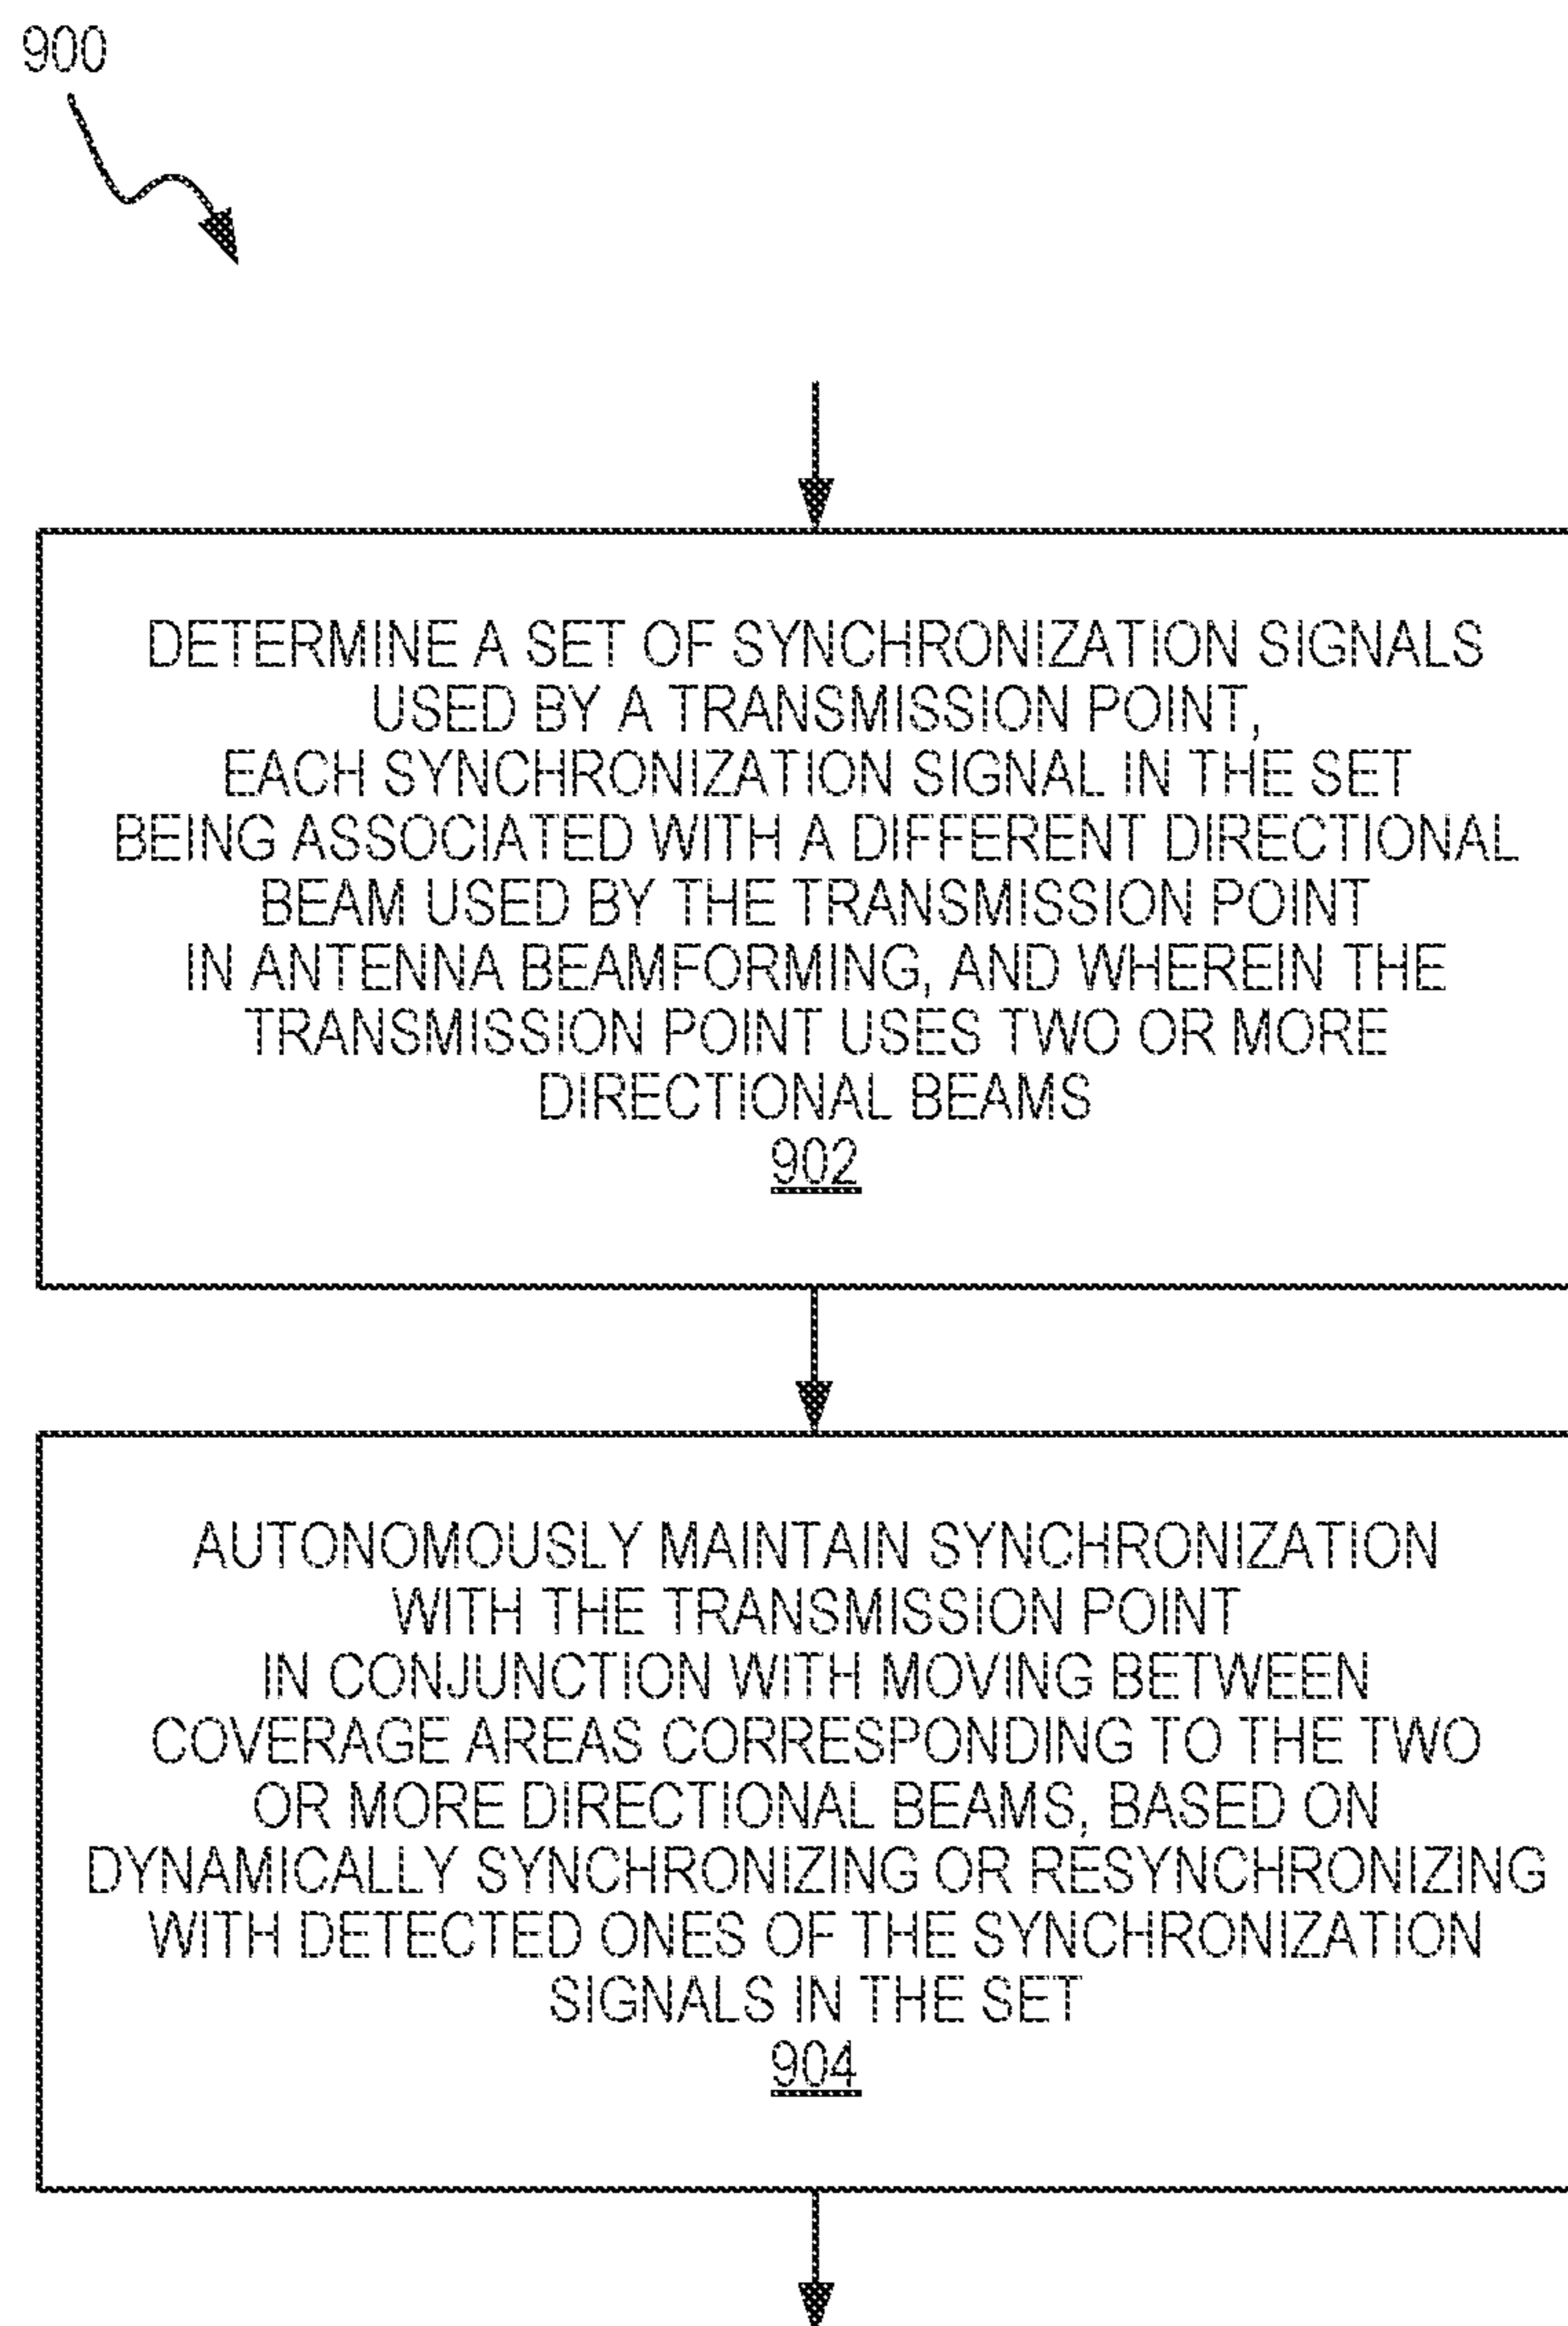 900
DETERMINE A SET OF SYNCHRONIZATION SIGNALS
USED BY A TRANSMISSION POINT,
EACH SYNCHRONIZATION SIGNAL IN THE SET
BEING ASSOCIATED WITH A DIFFERENT DIRECTIONAL
BEAM USED BY THE TRANSMISSION POINT
IN ANTENNA BEAMFORMING, AND WHEREIN THE
TRANSMISSION POINT USES TWO OR MORE
DIRECTIONAL BEAMS
902
AUTONOMOUSLY MAINTAIN SYNCHRONIZATION
WITH THE TRANSMISSION POINT
IN CONJUNCTION WITH MOVING BETWEEN
COVERAGE AREAS CORRESPONDING TO THE TWO
OR MORE DIRECTIONAL BEAMS, BASED ON
DYNAMICALLY SYNCHRONIZING OR RESYNCHRONIZING
WITH DETECTED ONES OF THE SYNCHRONIZATION
SIGNALS IN THE SET
904